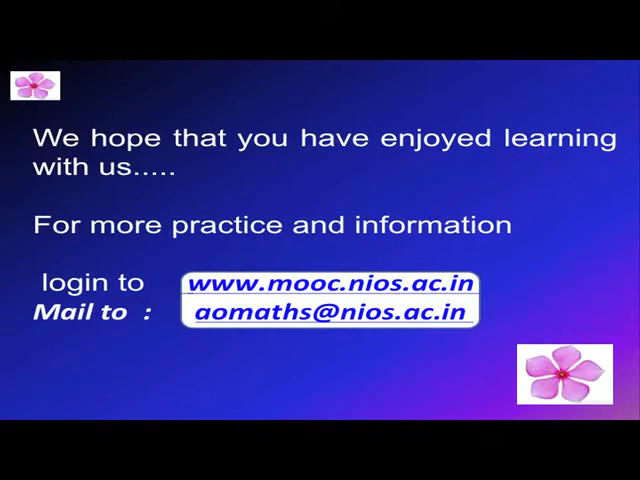 We hope that you have enjoyed learning
with us.....
For more practice and information
login to www.mooc.nios.ac.in
Mail to : aomaths@nios.ac.in